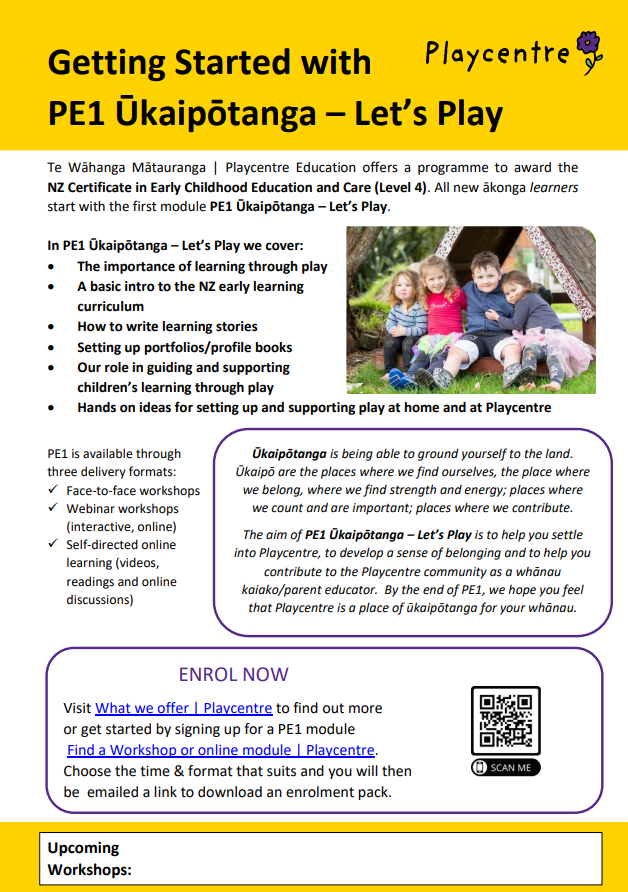 Getting Started with
PE1 Ūkaipōtanga – Let's Play
Playcentre
Te Wāhanga Mātauranga | Playcentre Education offers a programme to award the
NZ Certificate in Early Childhood Education and Care (Level 4). All new ākonga learners
start with the first module PE1 Ūkaipōtanga – Let's Play.
In PE1 Ūkaipōtanga – Let's Play we cover:
• The importance of learning through play
• A basic intro to the NZ early learning
curriculum
• How to write learning stories
• Setting up portfolios/profile books
• Our role in guiding and supporting
children's learning through play
• Hands on ideas for setting up and supporting play at home and at Playcentre
PE1 is available through
three delivery formats:
✓ Face-to-face workshops
✓ Webinar workshops
(interactive, online)
✓ Self-directed online
learning (videos,
readings and online
discussions)
Ūkaipōtanga is being able to ground yourself to the land.
Ūkaipō are the places where we find ourselves, the place where
we belong, where we find strength and energy; places where
we count and are important; places where we contribute.
The aim of PE1 Ūkaipōtanga – Let's Play is to help you settle
into Playcentre, to develop a sense of belonging and to help you
contribute to the Playcentre community as a whānau
kaiako/parent educator. By the end of PE1, we hope you feel
that Playcentre is a place of ūkaipōtanga for your whānau.
ENROL NOW
Visit What we offer | Playcentre to find out more
or get started by signing up for a PE1 module
Find a Workshop or online module | Playcentre.
Choose the time & format that suits and you will then
be emailed a link to download an enrolment pack.
SCAN ME
Upcoming
Workshops: